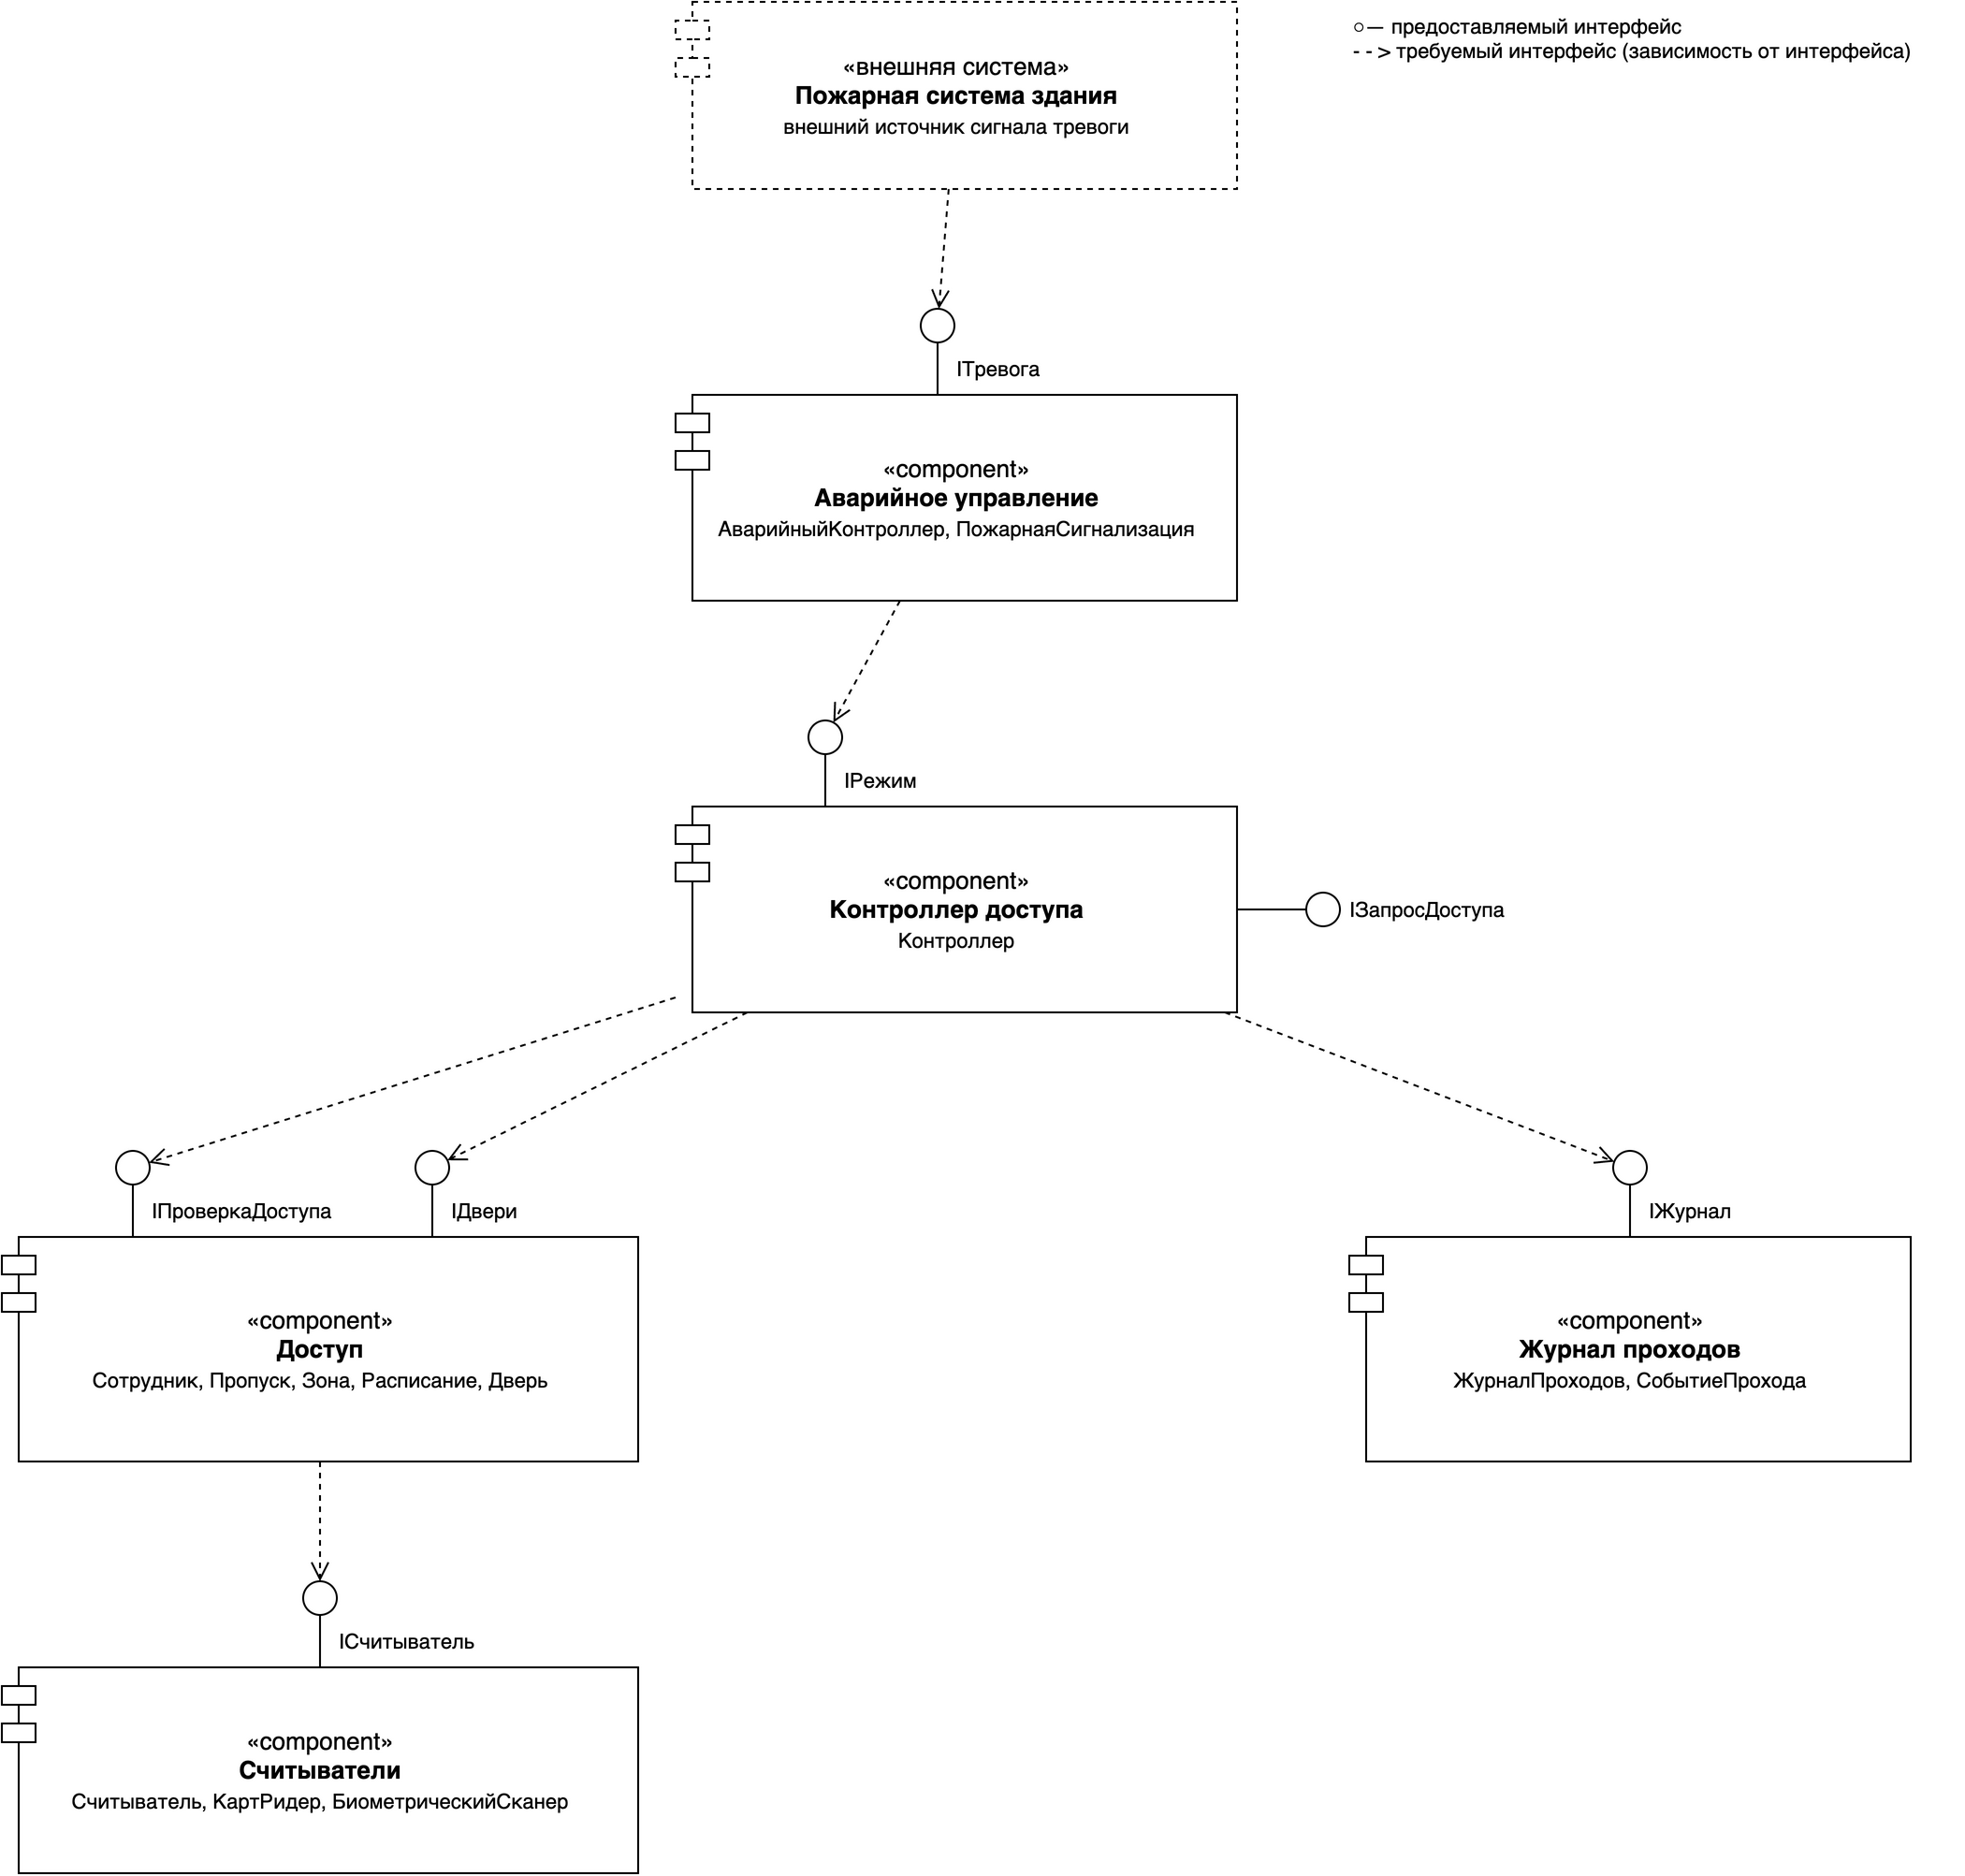 ○— предоставляемый интерфейс
--> требуемый интерфейс (зависимость от интерфейса)
«внешняя система»
Пожарная система здания
внешний источник сигнала тревоги
IТревога
«component»
Аварийное управление
АварийныйКонтроллер, ПожарнаяСигнализация
IРежим
«component»
Контроллер доступа
Контроллер
IЗапросДоступа
IПроверкаДоступа
IДвери
IЖурнал
«component»
Доступ
Сотрудник, Пропуск, Зона, Расписание, Дверь
«component»
Журнал проходов
ЖурналПроходов, СобытиеПрохода
IСчитыватель
«component»
Считыватели
Считыватель, КартРидер, БиометрическийСканер